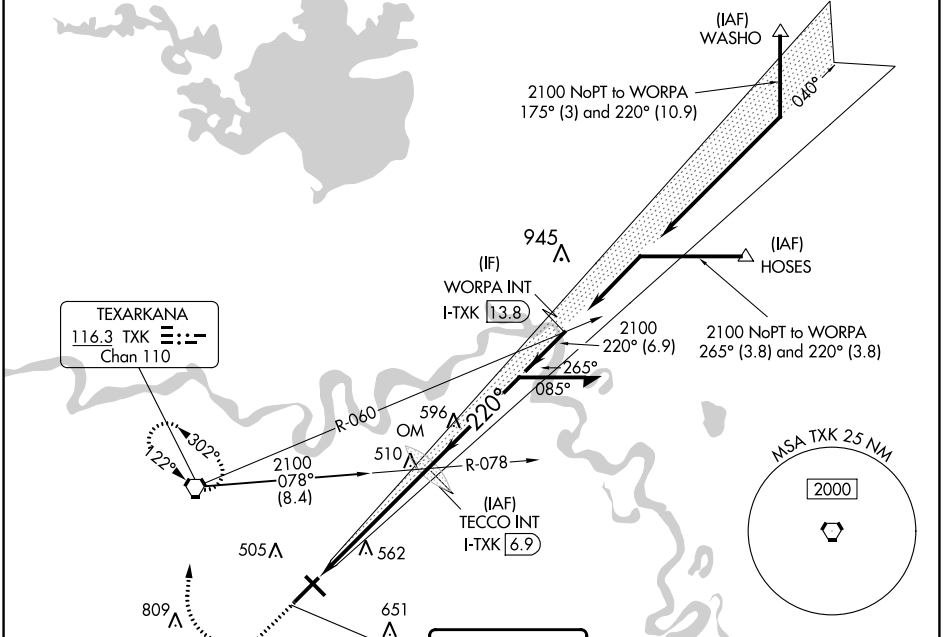 (IAF)
WASHO
2100 NoPT to WORPA
175° (3) and 220° (10.9)
040°
945
(IF)
WORPA INT
I-TXK 13.8
(IAF)
HOSES
TEXARKANA
116.3 TXK
Chan 110
2100
220° (6.9)
2100 NoPT to WORPA
265° (3.8) and 220° (3.8)
265°
085°
R-060
596
220°
OM
302°
122°
2100
078°
(8.4)
510
R-078
MSA TXK 25 NM
2000
(IAF)
TECCO INT
I-TXK 6.9
505
562
809
651